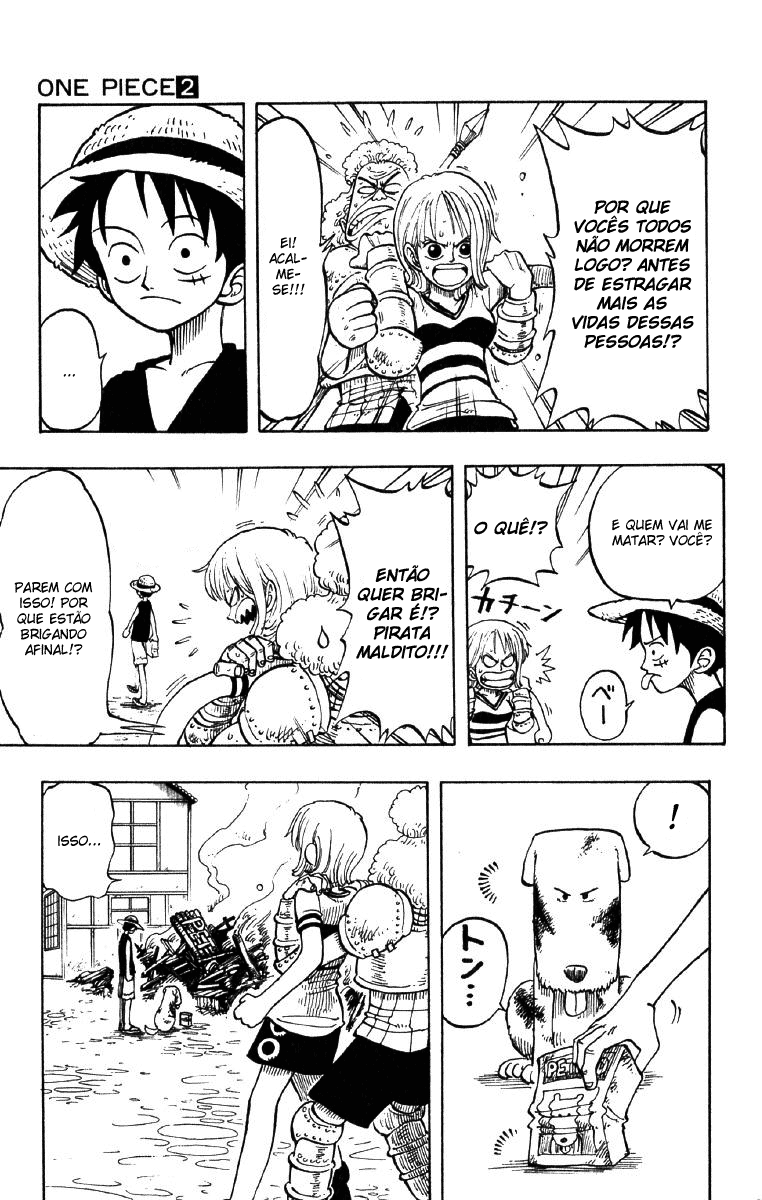 ONE PIECE 2
POR QUE
VOCÊS TODOS
NÃO MORREM
LOGO? ANTES
DE ESTRAGAR
MAIS AS
VIDAS DESSAS
PESSOAS!?
EI!
ACAL-
ME-
SE!!!
...
E QUEM VAI ME
MATAR? VOCÊ?
O QUÊ!?
カチーン
ベー
ENTÃO
QUER BRI-
GAR É!?
PIRATA
MALDITO!!!
PAREM COM
ISSO! POR
QUE ESTÃO
BRIGANDO
AFINAL!?
!
トン...
PET
ISSO...
PET